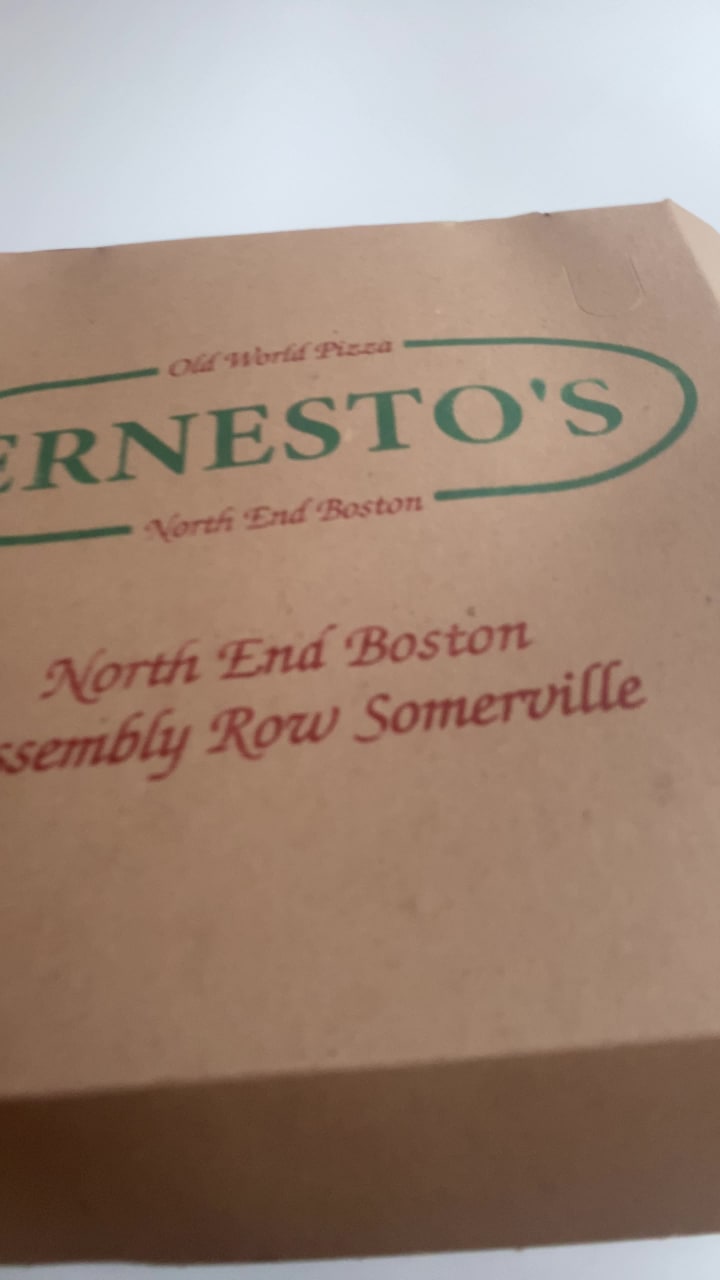 Old World Pizza
ERNESTO'S
North End Boston
North End Boston
ssembly Row Somerville